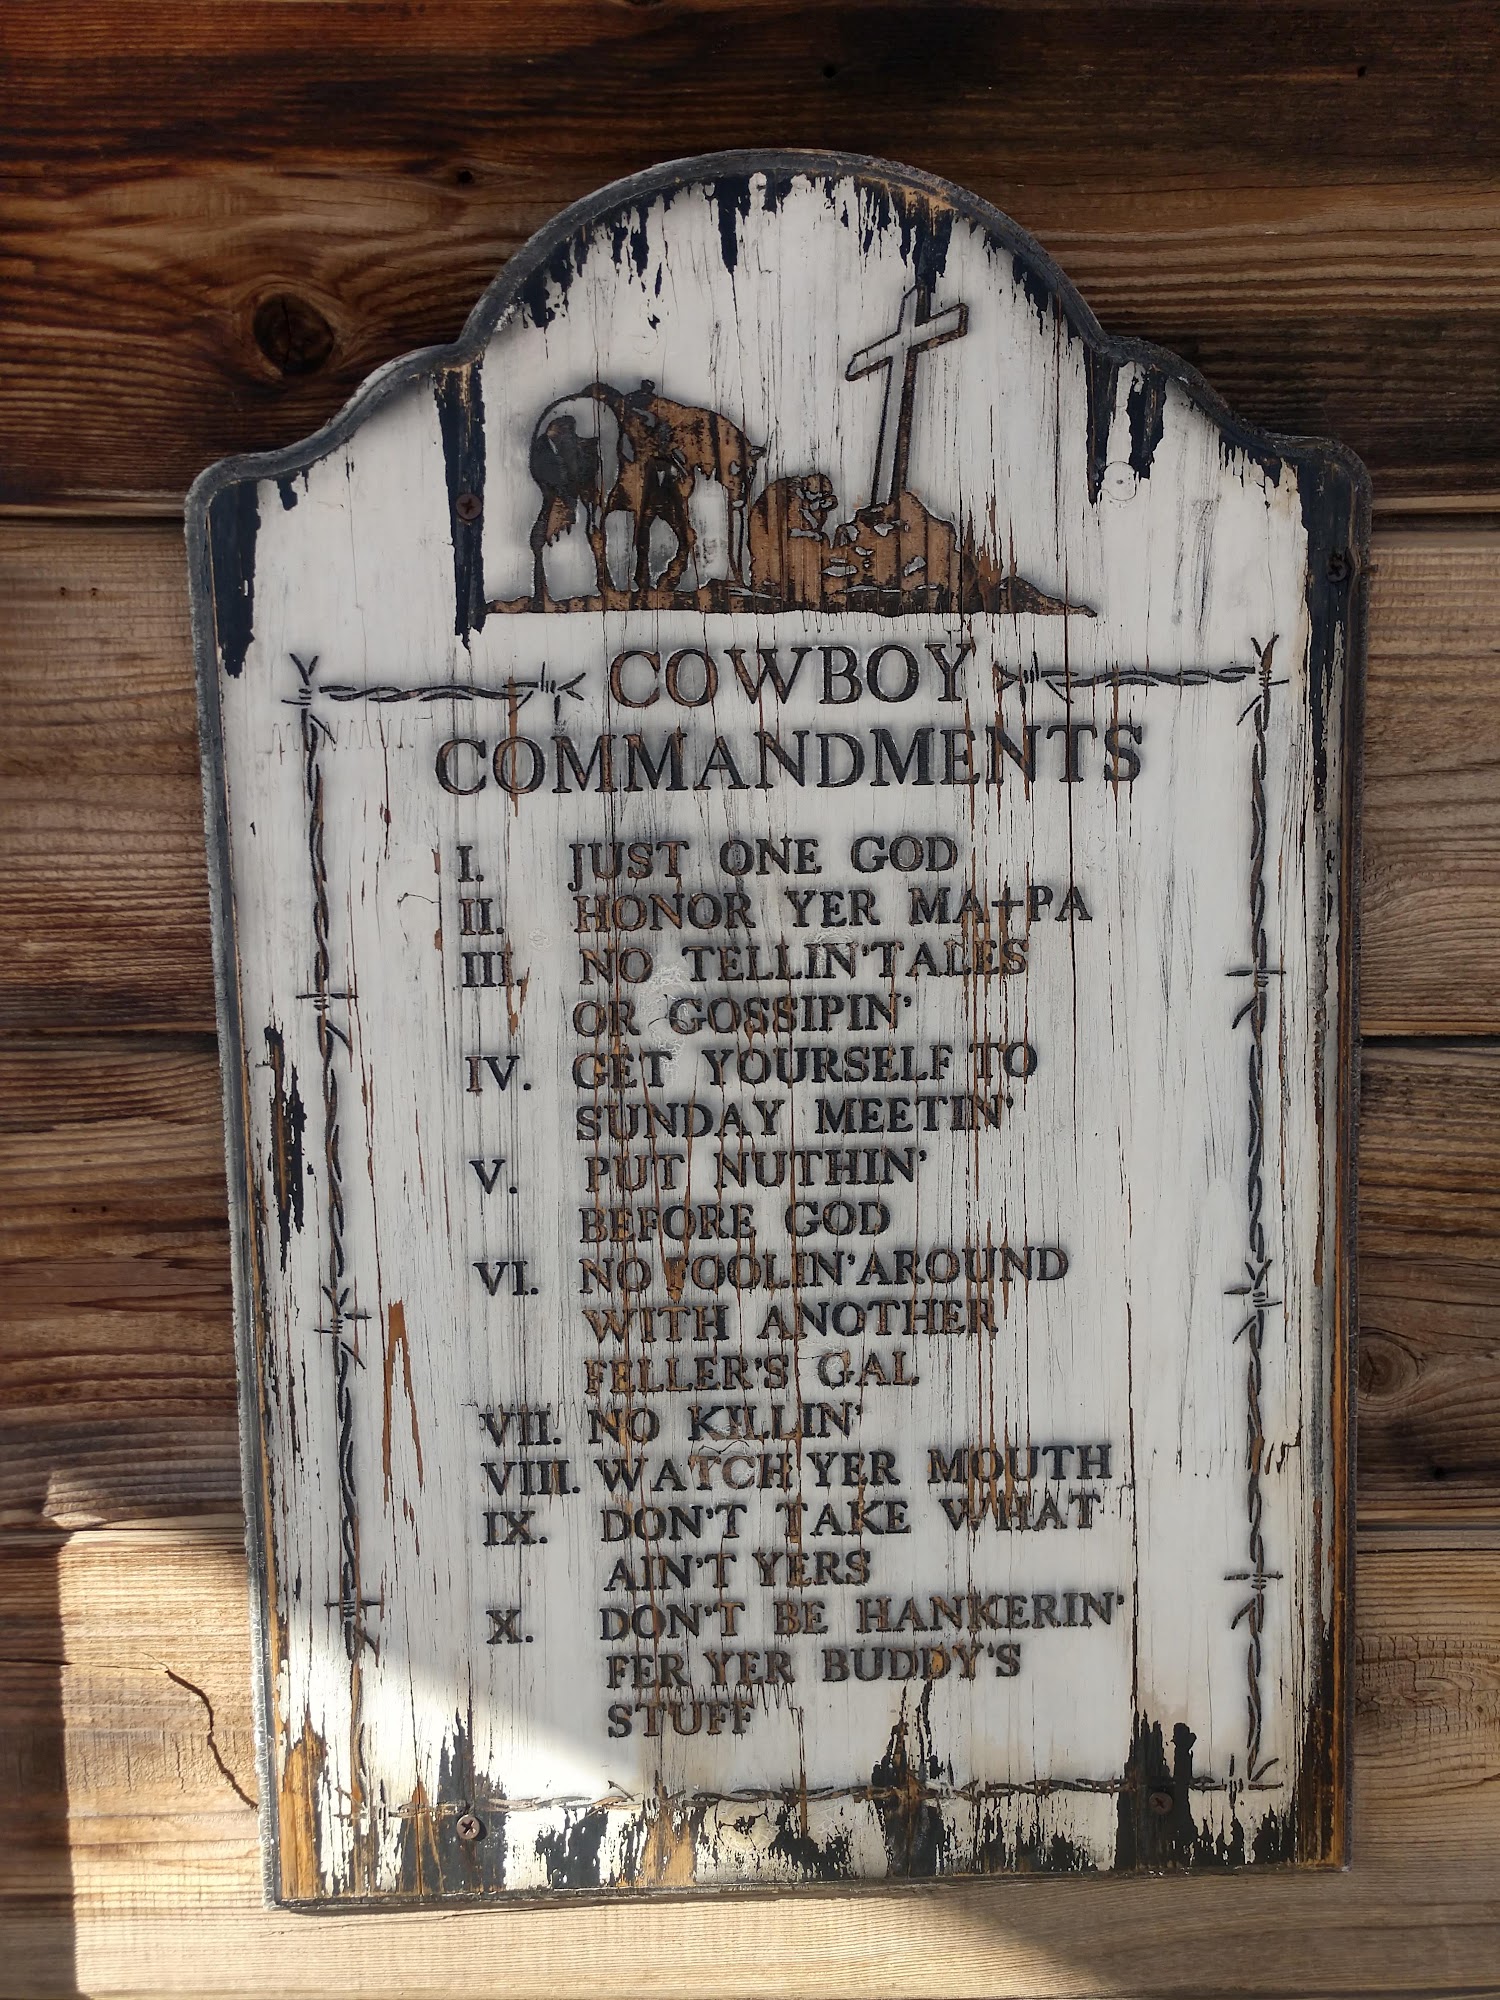 COWBOY
COMMANDMENTS
I. JUST ONE GOD
II. HONOR YER MA+PA
III. NO TELLIN' TALES
OR GOSSIPIN'
IV. GET YOURSELF TO
SUNDAY MEETIN'
V. PUT NUTHIN'
BEFORE GOD
VI. NO FOOLIN' AROUND
WITH ANOTHER
FELLER'S GAL
VII. NO KILLIN'
VIII. WATCH YER MOUTH
IX. DON'T TAKE WHAT
AIN'T YERS
X. DON'T BE HANKERIN'
FER YER BUDDY'S
STUFF